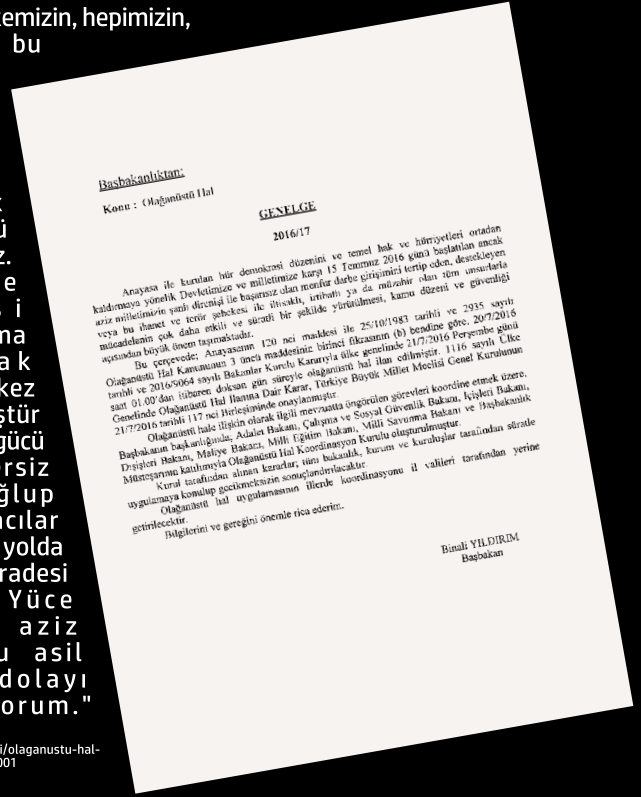 emizin, hepimizin,
bu
k
ü
z.
e
s i
ma
a k
kez
ştür
gücü
ersiz
ğlup
acılar
yolda
radesi
Yüce
aziz
u asil
dolayı
orum."
i/olaganustu-hal-
001
Başbakanlıktan:
Konu : Olağanüstü Hal
GENELGE
2016/17
Anayasa ile kurulan hür demokrasi düzenini ve temel hak ve hürriyetleri ortadan
kaldırmaya yönelik Devletimize ve milletimize karşı 15 Temmuz 2016 günü başlatılan ancak
aziz milletimizin şanlı direnişi ile başarısız olan menfur darbe girişimini tertip eden, destekleyen
veya bu ihanet ve terör şebekesi ile iltisaklı, irtibatlı ya da müzahir olan tüm unsurlarla
mücadelenin çok daha etkili ve süratli bir şekilde yürütülmesi, kamu düzeni ve güvenliği
açısından büyük önem taşımaktadır.
Bu çerçevede; Anayasanın 120 nci maddesi ile 25/10/1983 tarihli ve 2935 sayılı
Olağanüstü Hal Kanununun 3 üncü maddesinin birinci fıkrasının (b) bendine göre, 20/7/2016
tarihli ve 2016/9064 sayılı Bakanlar Kurulu Kararıyla ülke genelinde 21/7/2016 Perşembe günü
saat 01.00'dan itibaren doksan gün süreyle olağanüstü hal ilan edilmiştir. 1116 sayılı Ülke
Genelinde Olağanüstü Hal İlanına Dair Karar, Türkiye Büyük Millet Meclisi Genel Kurulunun
21/7/2016 tarihli 117 nci Birleşiminde onaylanmıştır.
Olağanüstü hale ilişkin olarak ilgili mevzuatta öngörülen görevleri koordine etmek üzere,
Başbakanın başkanlığında, Adalet Bakanı, Çalışma ve Sosyal Güvenlik Bakanı, İçişleri Bakanı,
Dışişleri Bakanı, Maliye Bakanı, Milli Eğitim Bakanı, Milli Savunma Bakanı ve Başbakanlık
Müsteşarının katılımıyla Olağanüstü Hal Koordinasyon Kurulu oluşturulmuştur.
Kurul tarafından alınan kararlar, tüm bakanlık, kurum ve kuruluşlar tarafından süratle
uygulamaya konulup gecikmeksizin sonuçlandırılacaktır.
Olağanüstü hal uygulamasının illerde koordinasyonu il valileri tarafından yerine
getirilecektir.
Bilgilerini ve gereğini önemle rica ederim.
Binali YILDIRIM
Başbakan